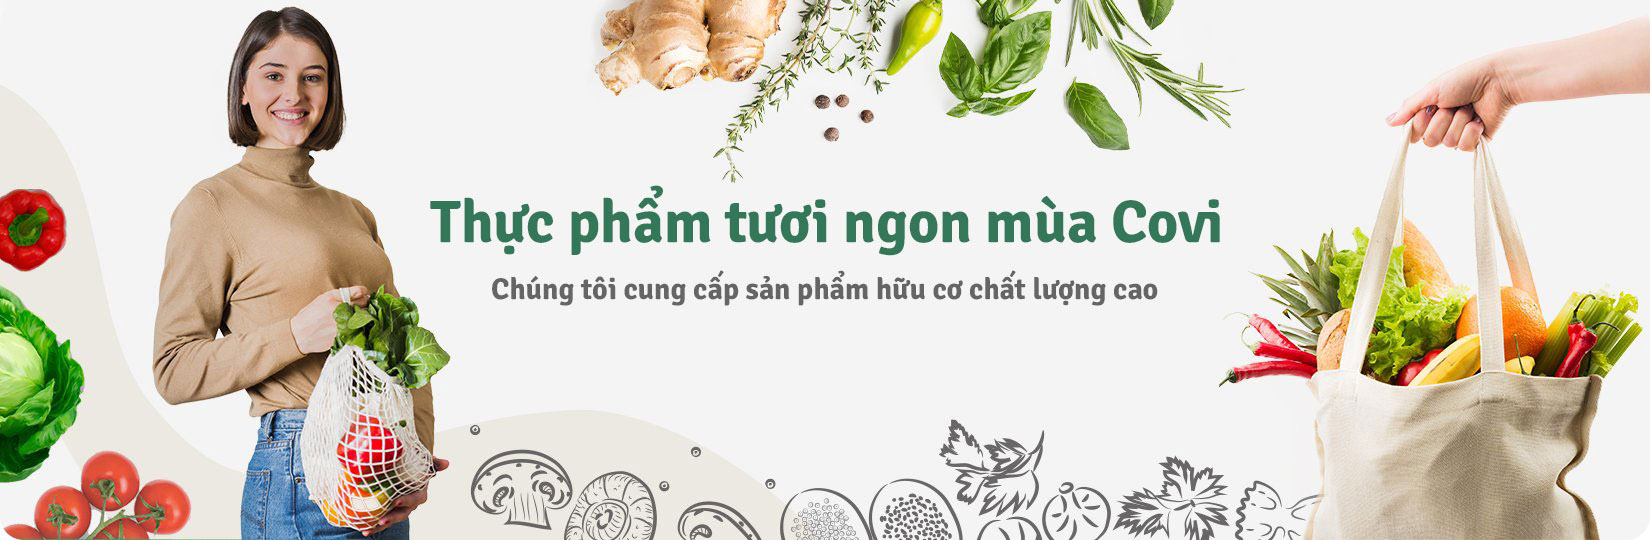 Thực phẩm tươi ngon mùa Covi
Chúng tôi cung cấp sản phẩm hữu cơ chất lượng cao